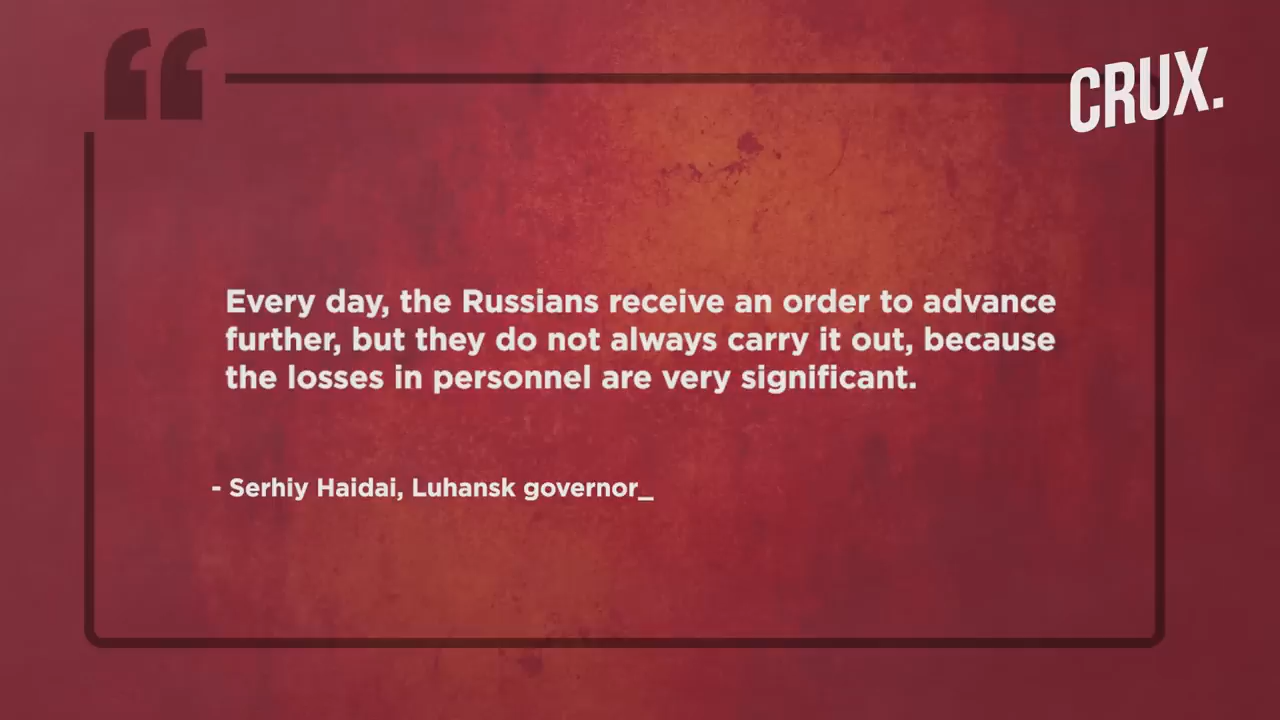 CRUX.
Every day, the Russians receive an order to advance
further, but they do not always carry it out, because
the losses in personnel are very significant.
- Serhiy Haidai, Luhansk governor_